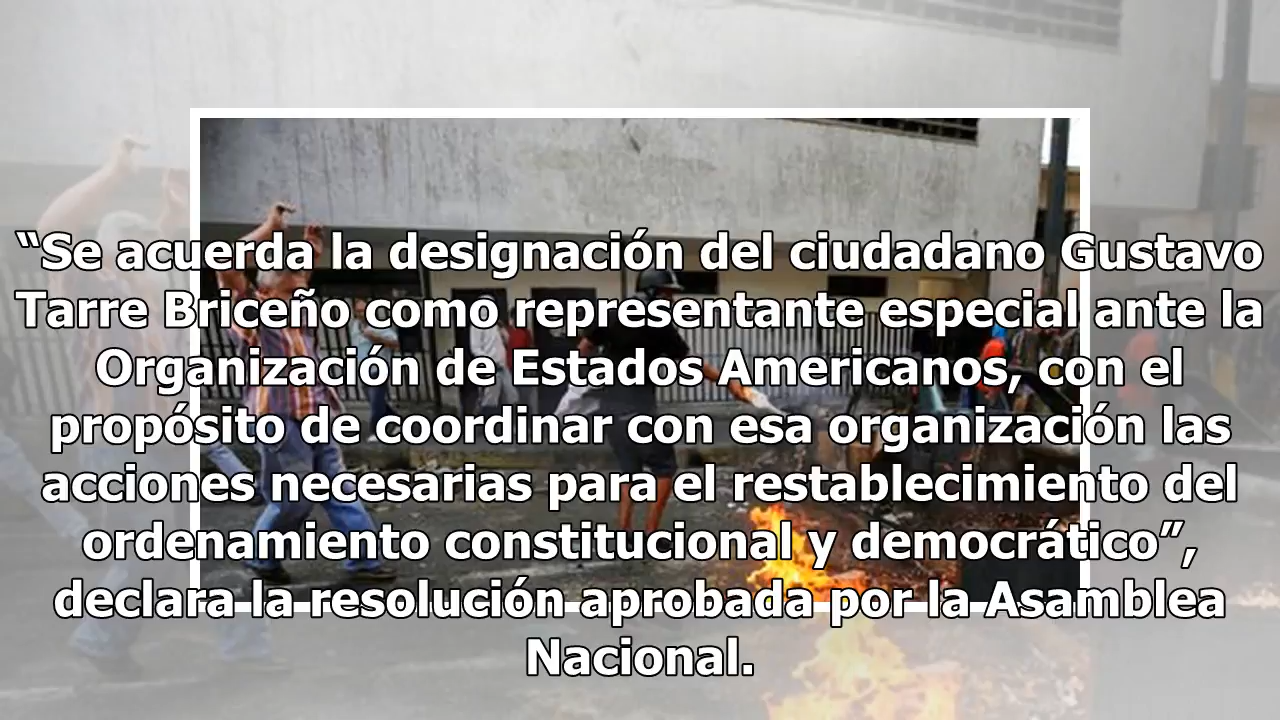 “Se acuerda la designación del ciudadano Gustavo
Tarre Briceño como representante especial ante la
Organización de Estados Americanos, con el
propósito de coordinar con esa organización las
acciones necesarias para el restablecimiento del
ordenamiento constitucional y democrático”,
declara la resolución aprobada por la Asamblea
Nacional.